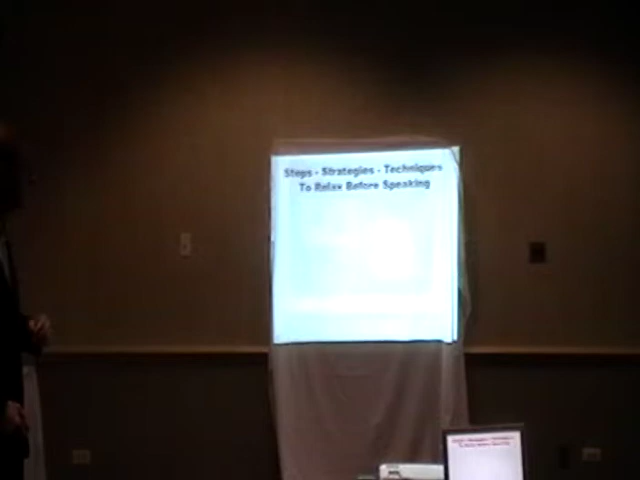 Steps - Strategies - Techniques
To Relax Before Speaking